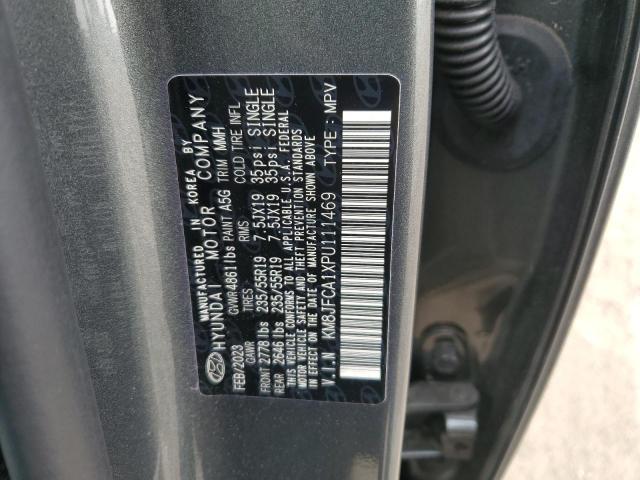 MANUFACTURED IN KOREA BY
HYUNDAI MOTOR COMPANY
FEB/2023 GVWR 4861 lbs PAINT A5G TRIM MMH
GAWR TIRES RIMS COLD TIRE INFL
FRONT 2778 lbs 235/55R19 7.5JX19 35psi SINGLE
REAR 2646 lbs 235/55R19 7.5JX19 35psi SINGLE
THIS VEHICLE CONFORMS TO ALL APPLICABLE U.S.A. FEDERAL
MOTOR VEHICLE SAFETY, BUMPER, AND THEFT PREVENTION STANDARDS
IN EFFECT ON THE DATE OF MANUFACTURE SHOWN ABOVE
V.I.N KM8JFCA1XPU111469 TYPE : MPV